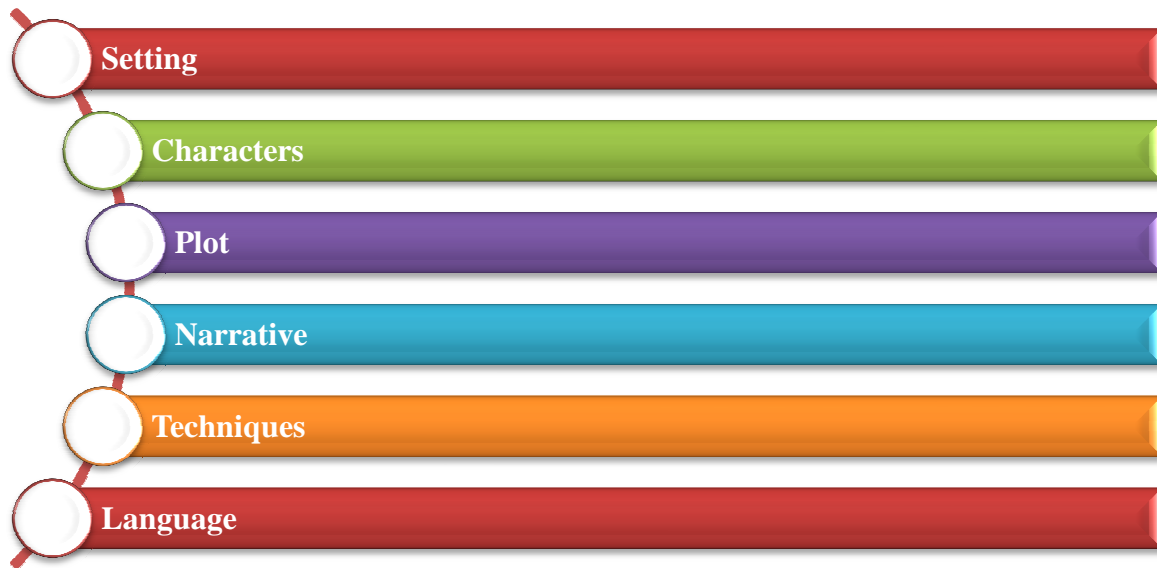 Setting
Characters
Plot
Narrative
Techniques
Language